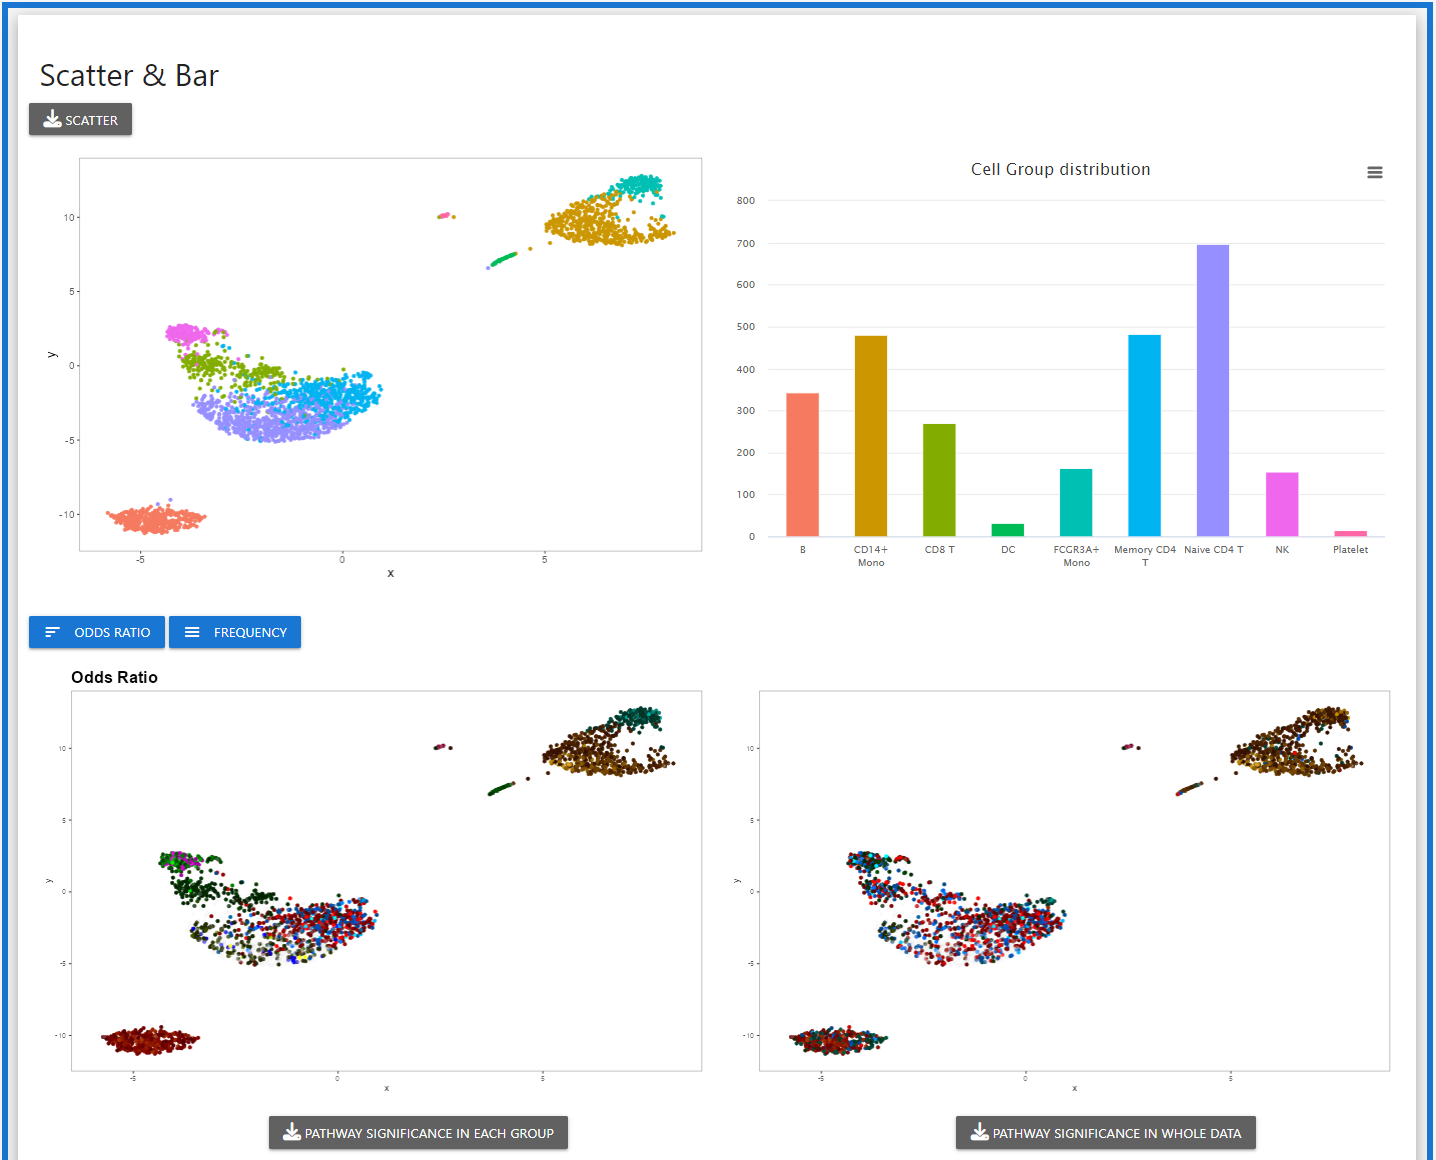 Scatter & Bar
SCATTER
10
5
0
-5
-10
y
-5
0
5
x
Cell Group distribution
800
700
600
500
400
300
200
100
0
B
CD14+
Mono
CD8 T
DC
FCGR3A+
Mono
Memory CD4
T
Naive CD4 T
NK
Platelet
ODDS RATIO
FREQUENCY
Odds Ratio
10
5
0
-5
-10
y
-5
0
5
x
10
5
0
-5
-10
y
-5
0
5
x
PATHWAY SIGNIFICANCE IN EACH GROUP
PATHWAY SIGNIFICANCE IN WHOLE DATA